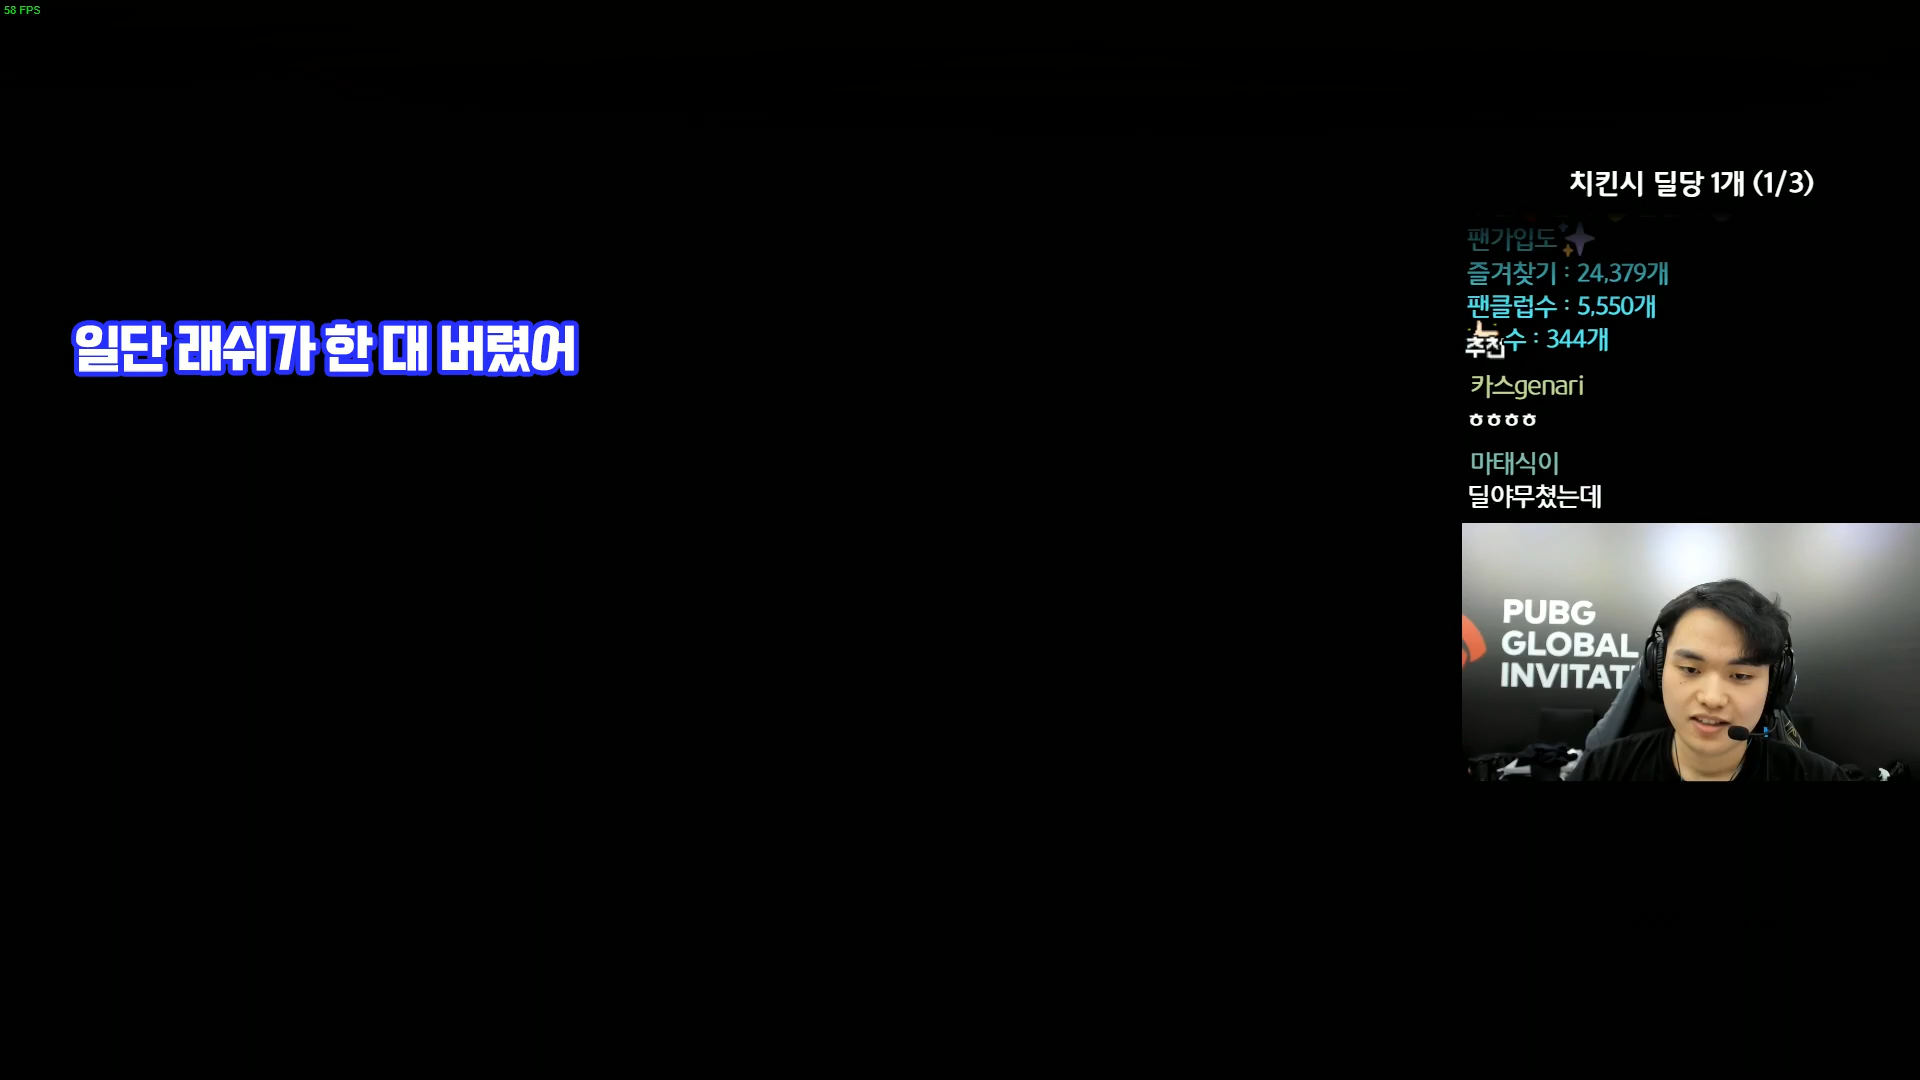 58 FPS
치킨시 딜당 1개 (1/3)
팬가입도
즐겨찾기 : 24,379개
팬클럽수 : 5,550개
추천수 : 344개
일단 래쉬가 한 대 버렸어
카스genari
ㅎㅎㅎㅎ
마태식이
딜야무쳤는데
PUBG
GLOBAL
INVITAT